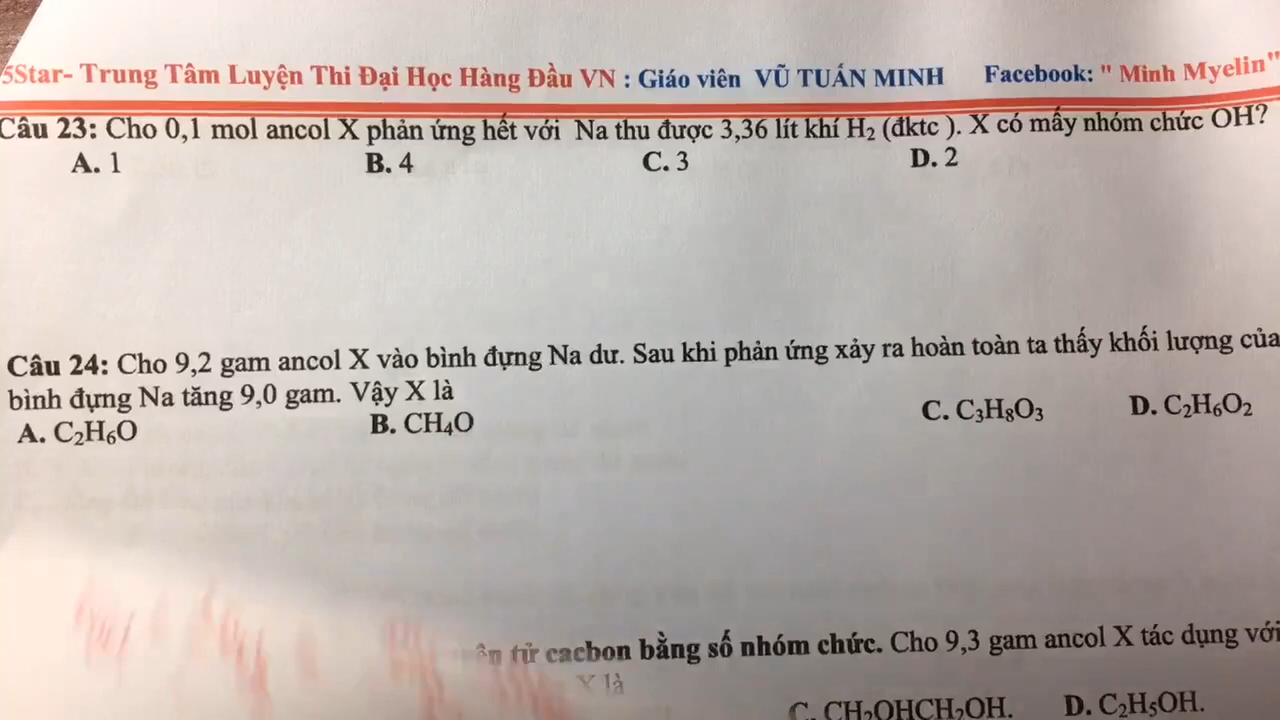 5Star- Trung Tâm Luyện Thi Đại Học Hàng Đầu VN : Giáo viên VŨ TUẤN MINH Facebook: " Minh Myelin"
Câu 23: Cho 0,1 mol ancol X phản ứng hết với Na thu được 3,36 lít khí H₂ (đktc ). X có mấy nhóm chức OH?
A. 1 B. 4 C. 3 D. 2
Câu 24: Cho 9,2 gam ancol X vào bình đựng Na dư. Sau khi phản ứng xảy ra hoàn toàn ta thấy khối lượng của
bình đựng Na tăng 9,0 gam. Vậy X là
A. C₂H₆O B. CH₄O C. C₃H₈O₃ D. C₂H₆O₂
tử cacbon bằng số nhóm chức. Cho 9,3 gam ancol X tác dụng với
X là
C. CH₂OHCH₂OH. D. C₂H₅OH.